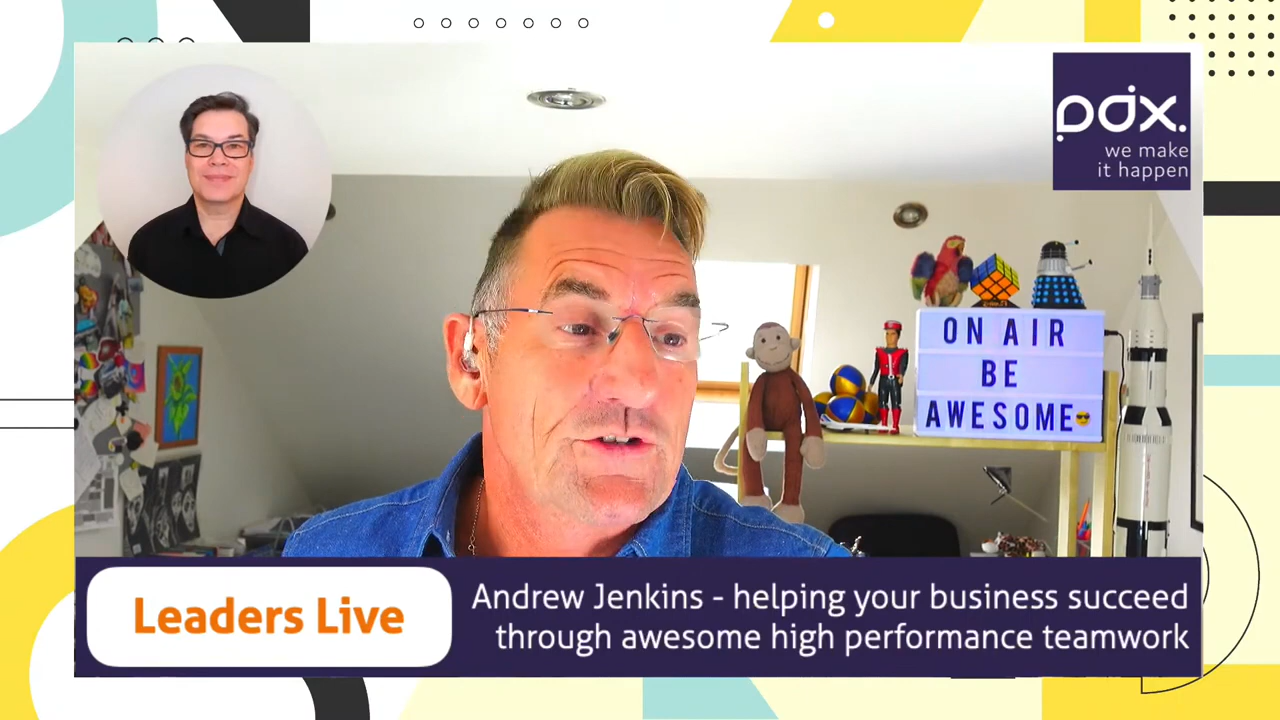 pdx.
we make
it happen
ON AIR
BE
AWESOME😎
Leaders Live
Andrew Jenkins - helping your business succeed
through awesome high performance teamwork